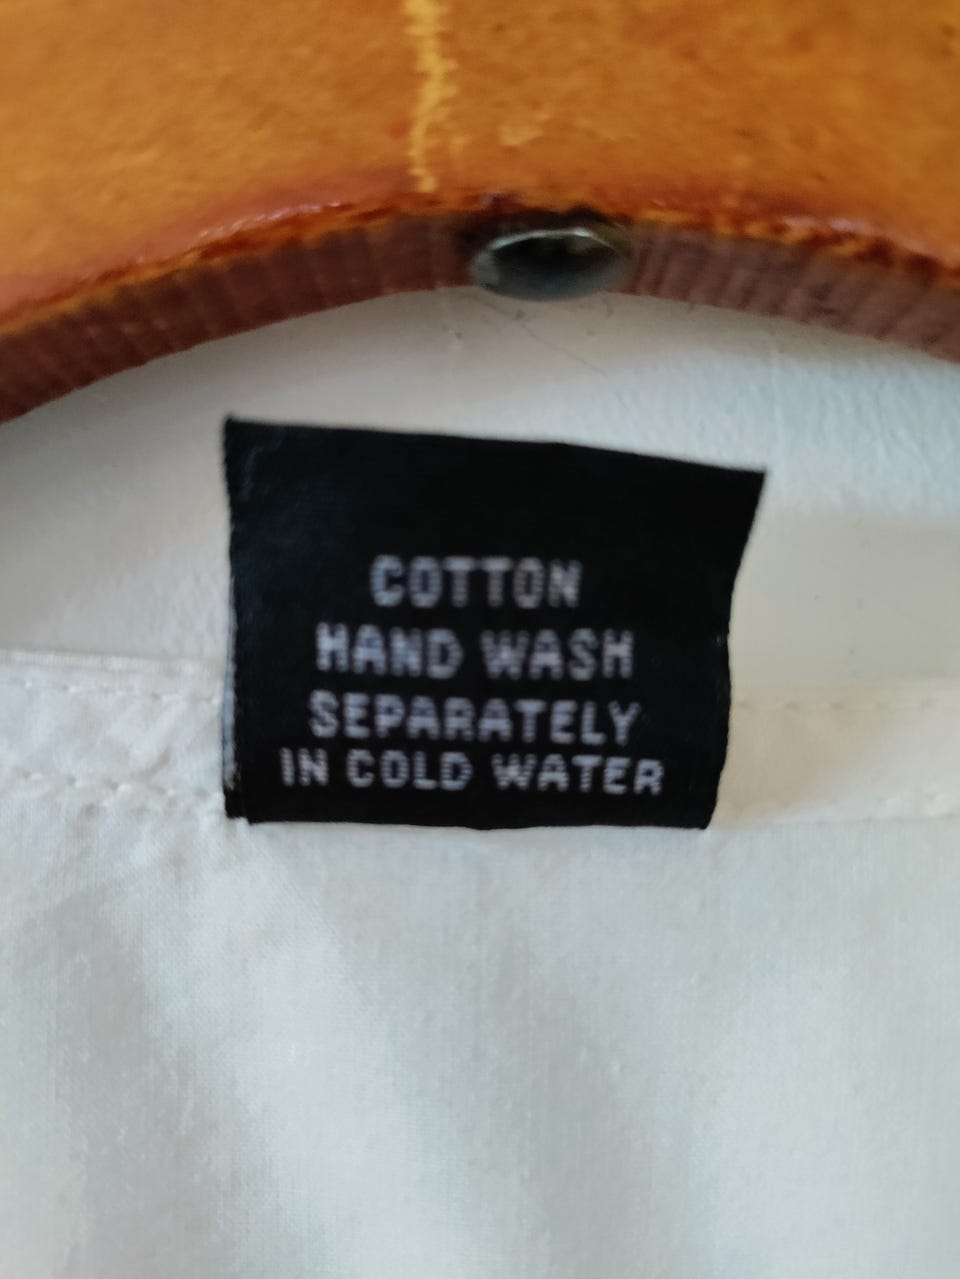 COTTON
HAND WASH
SEPARATELY
IN COLD WATER